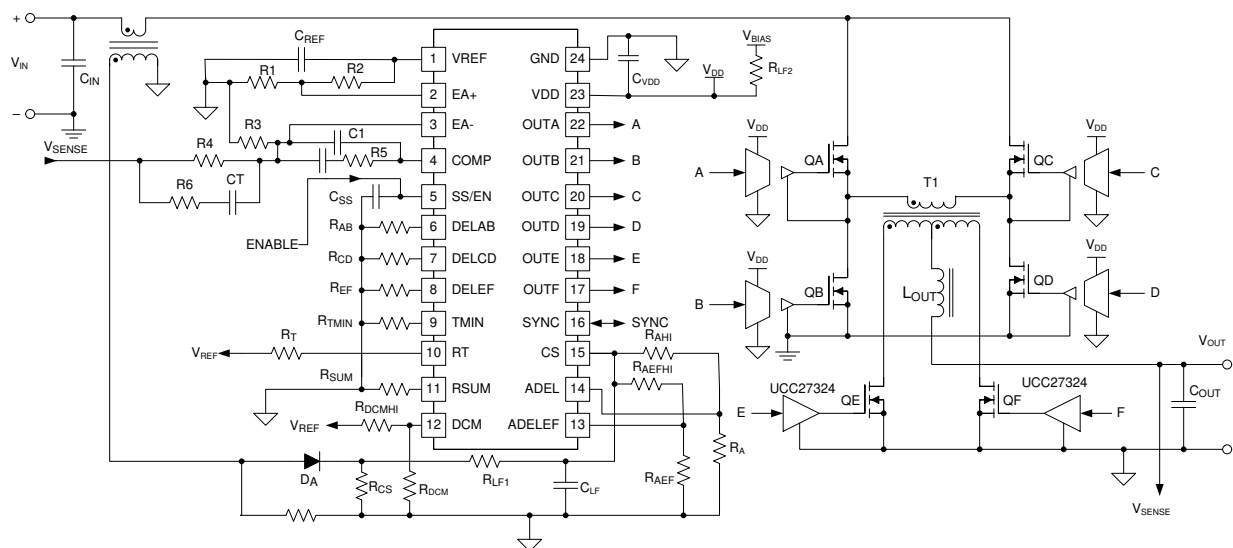 +
V_IN
C_IN
−
C_REF
R1
R2
R3
V_SENSE
R4
C1
R5
R6
CT
C_SS
ENABLE
R_AB
R_CD
R_EF
R_TMIN
V_REF
R_T
R_SUM
R_DCMHI
V_REF
1 VREF
2 EA+
3 EA-
4 COMP
5 SS/EN
6 DELAB
7 DELCD
8 DELEF
9 TMIN
10 RT
11 RSUM
12 DCM
GND 24
VDD 23
OUTA 22 A
OUTB 21 B
OUTC 20 C
OUTD 19 D
OUTE 18 E
OUTF 17 F
SYNC 16 SYNC
CS 15
ADEL 14
ADELEF 13
C_VDD
V_DD
V_BIAS
R_LF2
R_AHI
R_AEFHI
R_A
R_AEF
D_A
R_CS
R_DCM
R_LF1
C_LF
V_DD
A
QA
V_DD
QC
C
T1
V_DD
B
QB
L_OUT
V_DD
QD
D
UCC27324
E
QE
UCC27324
QF
F
V_OUT
C_OUT
V_SENSE